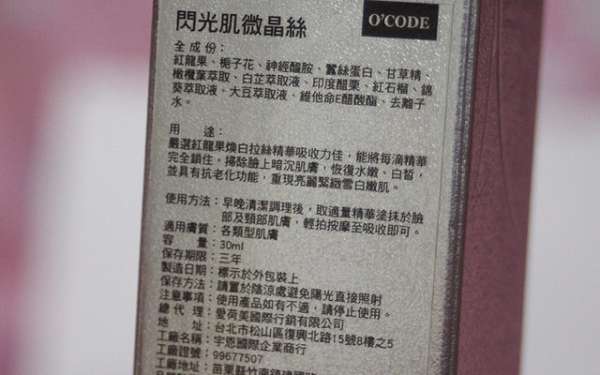 O'CODE
閃光肌微晶絲
全成份：
紅龍果、梔子花、神經醯胺、蠶絲蛋白、甘草精、
橄欖葉萃取、白芷萃取液、印度醋栗、紅石榴、錦
葵萃取液、大豆萃取液、維他命E醋酸酯、去離子
水。
用　途：
嚴選紅龍果煥白拉絲精華吸收力佳，能將每滴精華
完全鎖住。掃除臉上暗沉肌膚，恢復水嫩、白皙，
並具有抗老化功能，重現亮麗緊緻雪白嫩肌。
使用方法：早晚清潔調理後，取適量精華塗抹於臉
部及頸部肌膚，輕拍按摩至吸收即可。
適用膚質：各類型肌膚
容　量：30ml
保存期限：三年
製造日期：標示於外包裝上
保存方法：請置於陰涼處避免陽光直接照射
注意事項：使用產品如有不適，請停止使用。
總代理：愛荷美國際行銷有限公司
地　址：台北市松山區復興北路15號8樓之5
工廠名稱：宇恩國際企業商行
工廠證號：99677507
工廠地址：苗栗縣竹南鎮